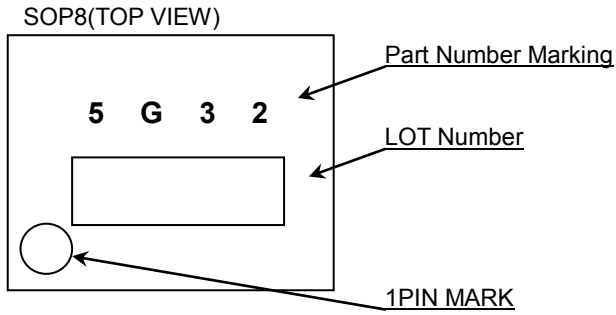 SOP8(TOP VIEW)
Part Number Marking
5 G 3 2
LOT Number
1PIN MARK